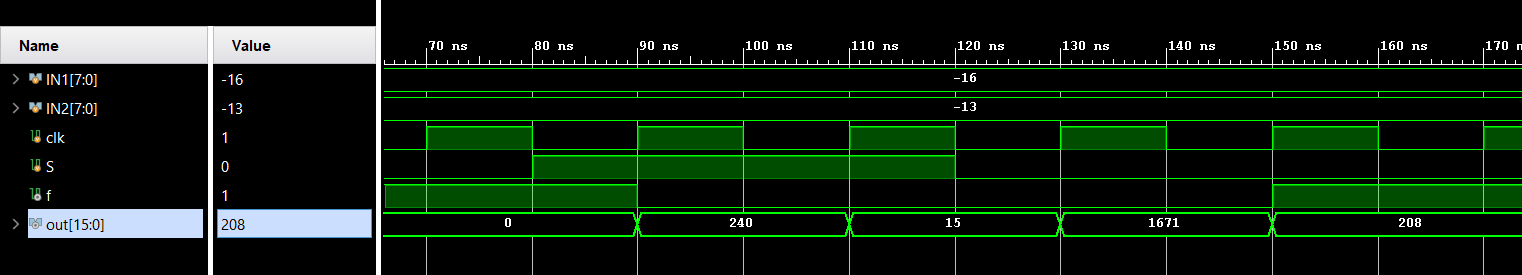 Name Value
70 ns 80 ns 90 ns 100 ns 110 ns 120 ns 130 ns 140 ns 150 ns 160 ns 170 n
IN1[7:0] -16 -16
IN2[7:0] -13 -13
clk 1
S 0
f 1
out[15:0] 208 0 240 15 1671 208